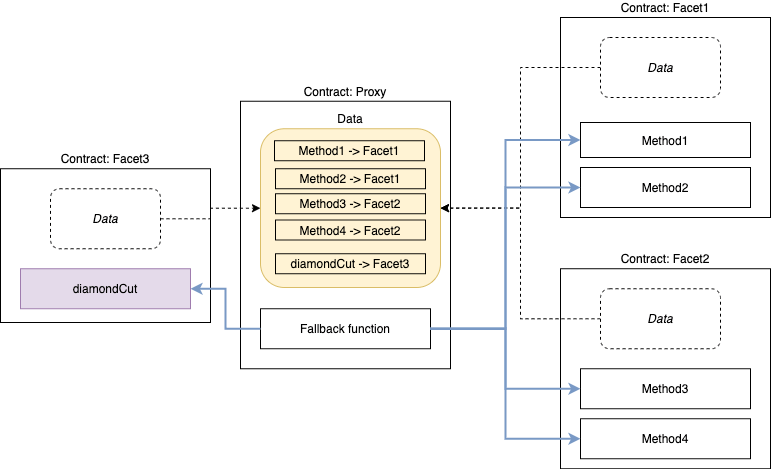 Contract: Facet1
Data
Method1
Method2
Contract: Proxy
Data
Method1 -> Facet1
Method2 -> Facet1
Method3 -> Facet2
Method4 -> Facet2
diamondCut -> Facet3
Fallback function
Contract: Facet3
Data
diamondCut
Contract: Facet2
Data
Method3
Method4